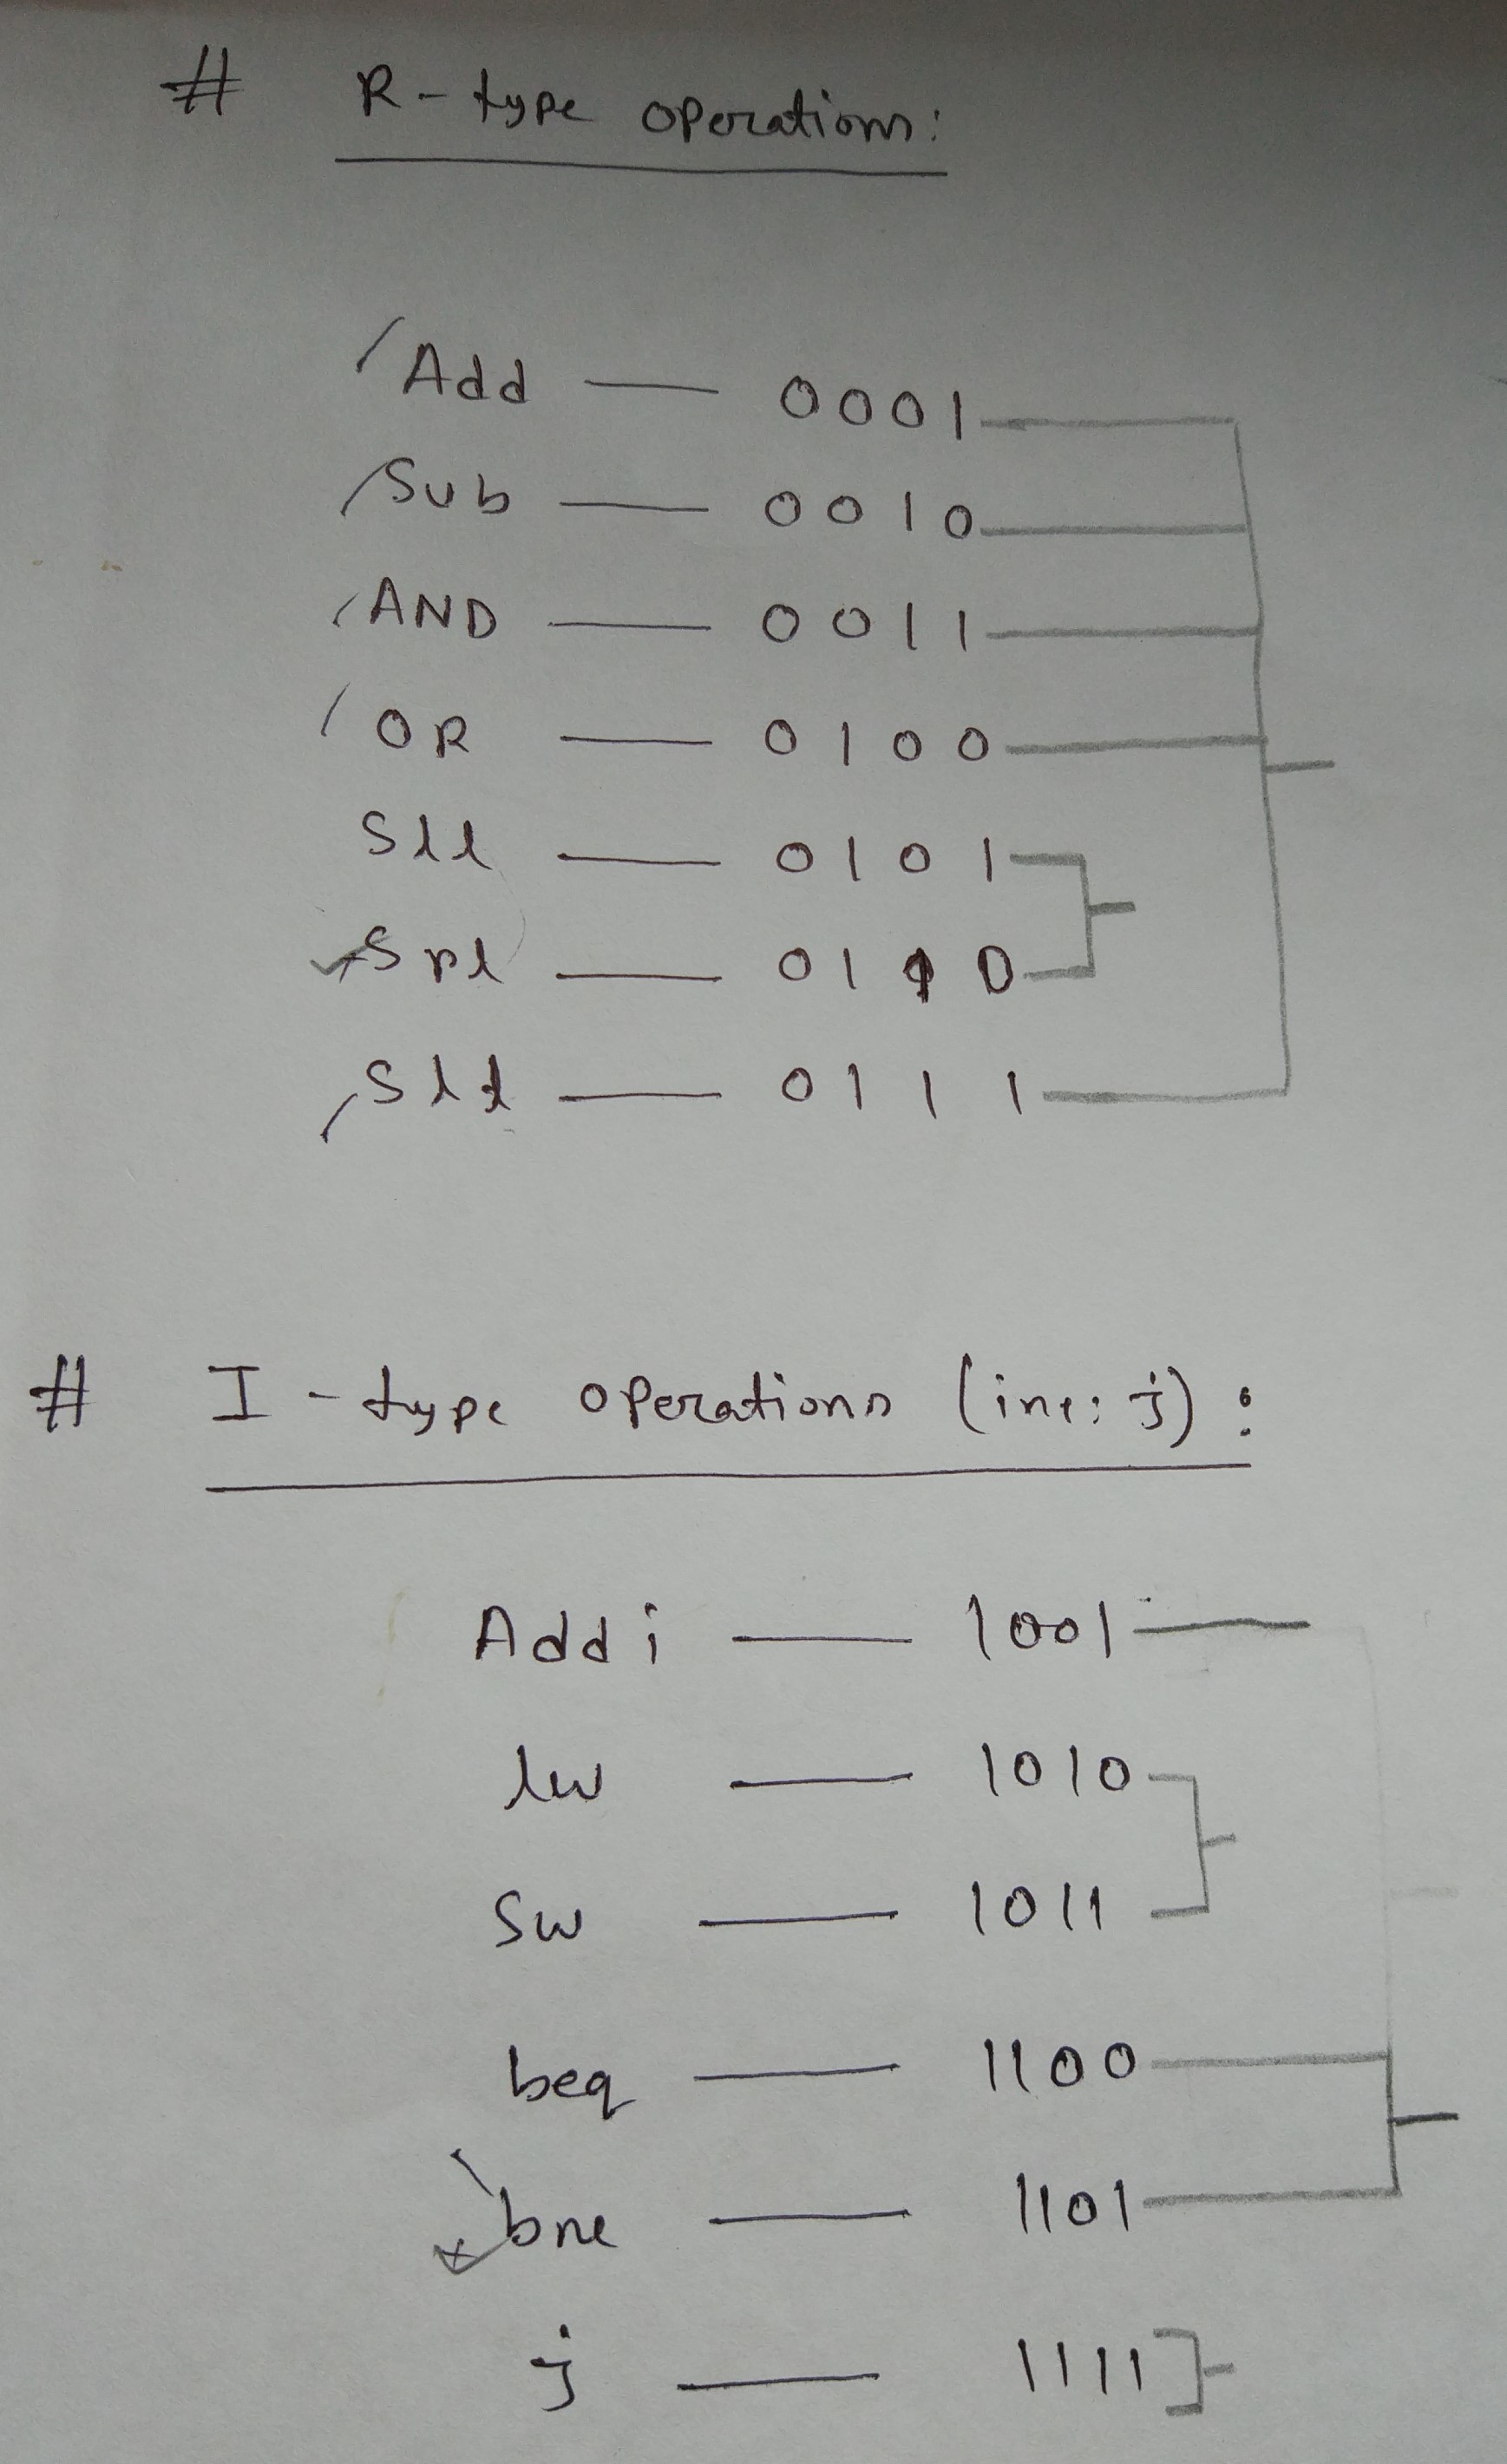 # R-type operations:
Add — 0001
Sub — 0010
AND — 0011
OR — 0100
Sll — 0101
Srl — 0110
Slt — 0111
# I-type operations (inc: j):
Addi — 1001
lw — 1010
sw — 1011
beq — 1100
bne — 1101
j — 1111